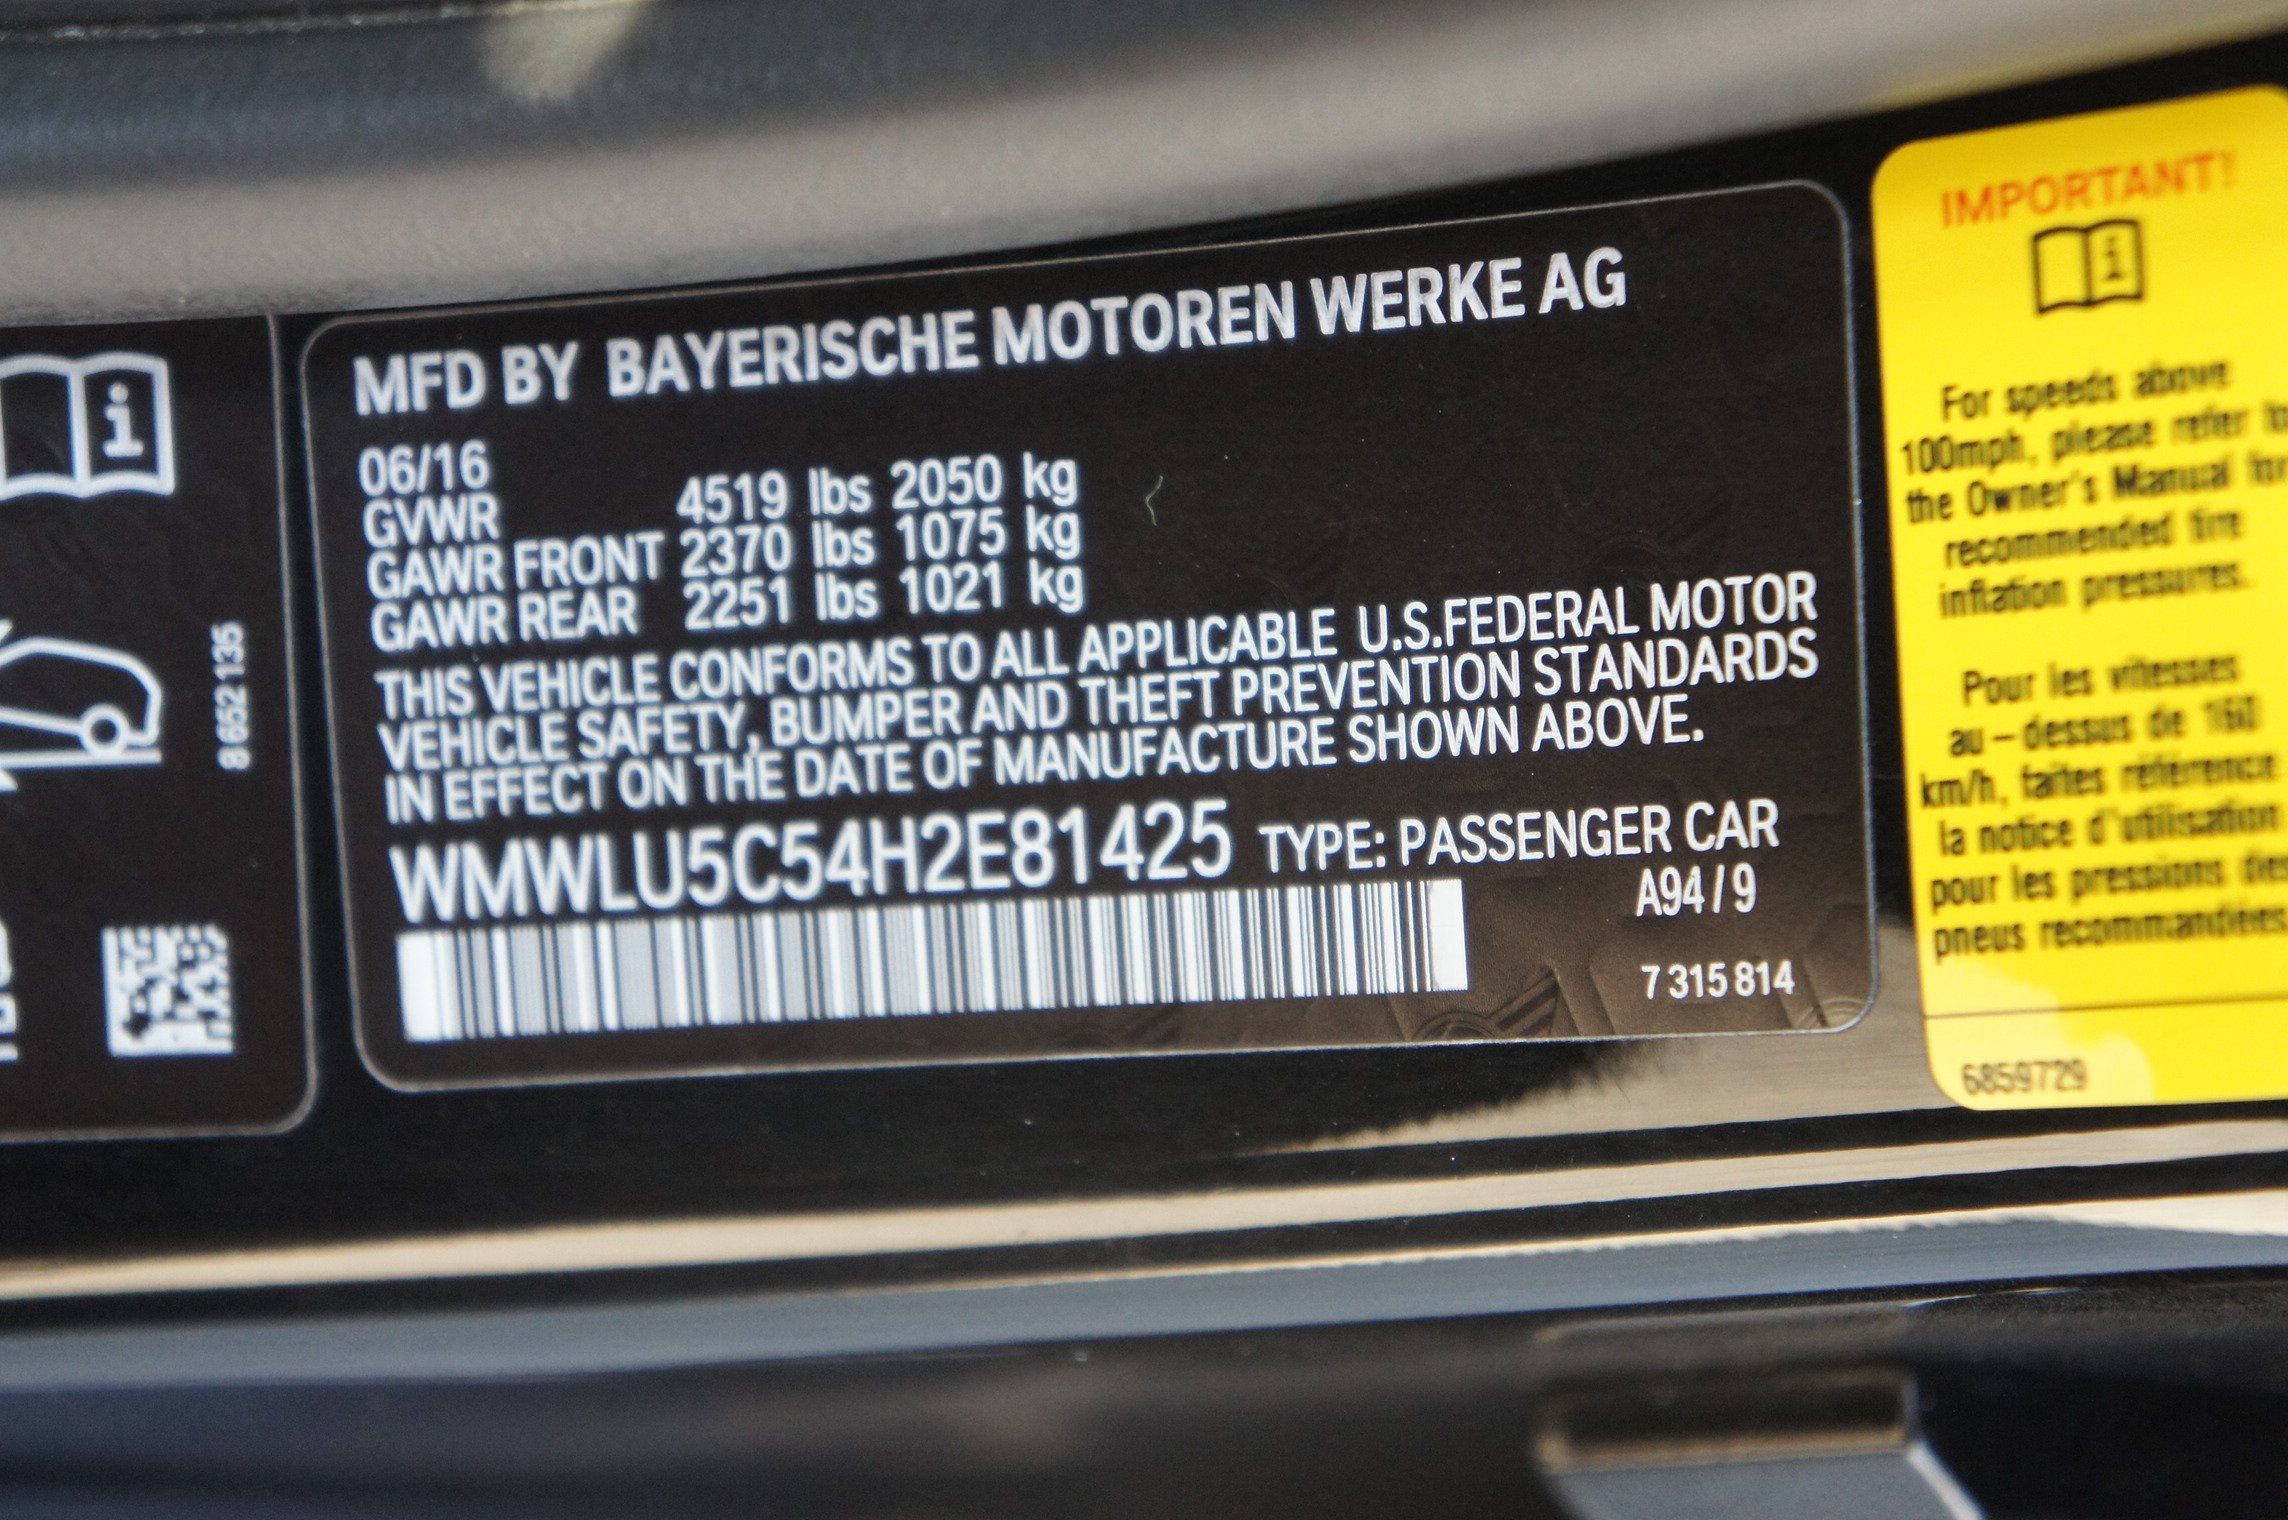 8 652 135
MFD BY BAYERISCHE MOTOREN WERKE AG
06/16
GVWR 4519 lbs 2050 kg
GAWR FRONT 2370 lbs 1075 kg
GAWR REAR 2251 lbs 1021 kg
THIS VEHICLE CONFORMS TO ALL APPLICABLE U.S.FEDERAL MOTOR
VEHICLE SAFETY, BUMPER AND THEFT PREVENTION STANDARDS
IN EFFECT ON THE DATE OF MANUFACTURE SHOWN ABOVE.
WMWLU5C54H2E81425 TYPE: PASSENGER CAR
A94/9
7 315 814
IMPORTANT!
For speeds above
100mph, please refer to
the Owner's Manual for
recommended tire
inflation pressures.
Pour les vitesses
au – dessus de 160
km/h, faites référence
la notice d'utilisation
pour les pressions des
pneus recommandées
6859729